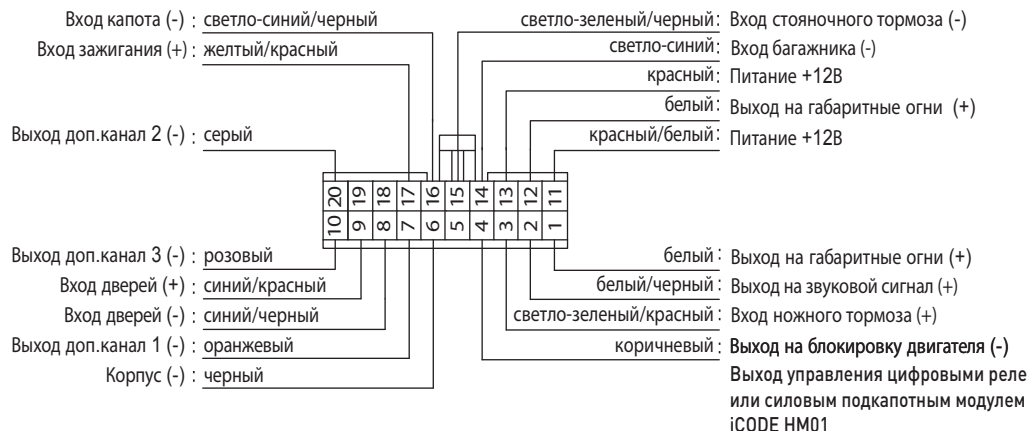 Вход капота (-) : светло-синий/черный
Вход зажигания (+) : желтый/красный
Выход доп.канал 2 (-) : серый
светло-зеленый/черный: Вход стояночного тормоза (-)
светло-синий: Вход багажника (-)
красный: Питание +12В
белый: Выход на габаритные огни (+)
красный/белый: Питание +12В
20 19 18 17 16 15 14 13 12 11
10 9 8 7 6 5 4 3 2 1
Выход доп.канал 3 (-) : розовый
Вход дверей (+) : синий/красный
Вход дверей (-) : синий/черный
Выход доп.канал 1 (-) : оранжевый
Корпус (-) : черный
белый: Выход на габаритные огни (+)
белый/черный: Выход на звуковой сигнал (+)
светло-зеленый/красный: Вход ножного тормоза (+)
коричневый: Выход на блокировку двигателя (-)
Выход управления цифровыми реле
или силовым подкапотным модулем
iCODE HM01